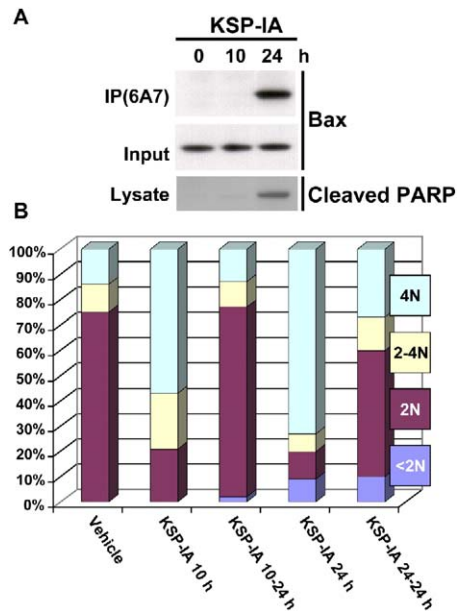 A
KSP-IA
0 10 24 h
IP(6A7)
Bax
Input
Lysate
Cleaved PARP
B
100%
90%
80%
70%
60%
50%
40%
30%
20%
10%
0%
4N
2-4N
2N
<2N
Vehicle
KSP-IA 10 h
KSP-IA 10-24 h
KSP-IA 24 h
KSP-IA 24-24 h